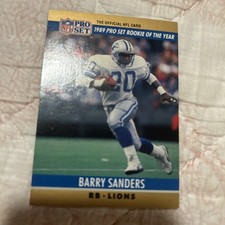 THE OFFICIAL NFL CARD
NFL
PRO
SET
1989 PRO SET ROOKIE OF THE YEAR
20
BARRY SANDERS
RB - LIONS